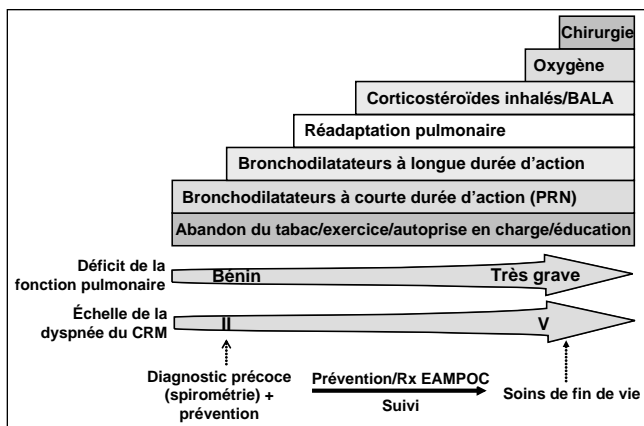 Chirurgie
Oxygène
Corticostéroïdes inhalés/BALA
Réadaptation pulmonaire
Bronchodilatateurs à longue durée d'action
Bronchodilatateurs à courte durée d'action (PRN)
Abandon du tabac/exercice/autoprise en charge/éducation
Déficit de la
fonction pulmonaire
Bénin
Très grave
Échelle de la
dyspnée du CRM
II
V
Diagnostic précoce
(spirométrie) +
prévention
Prévention/Rx EAMPOC
Suivi
Soins de fin de vie